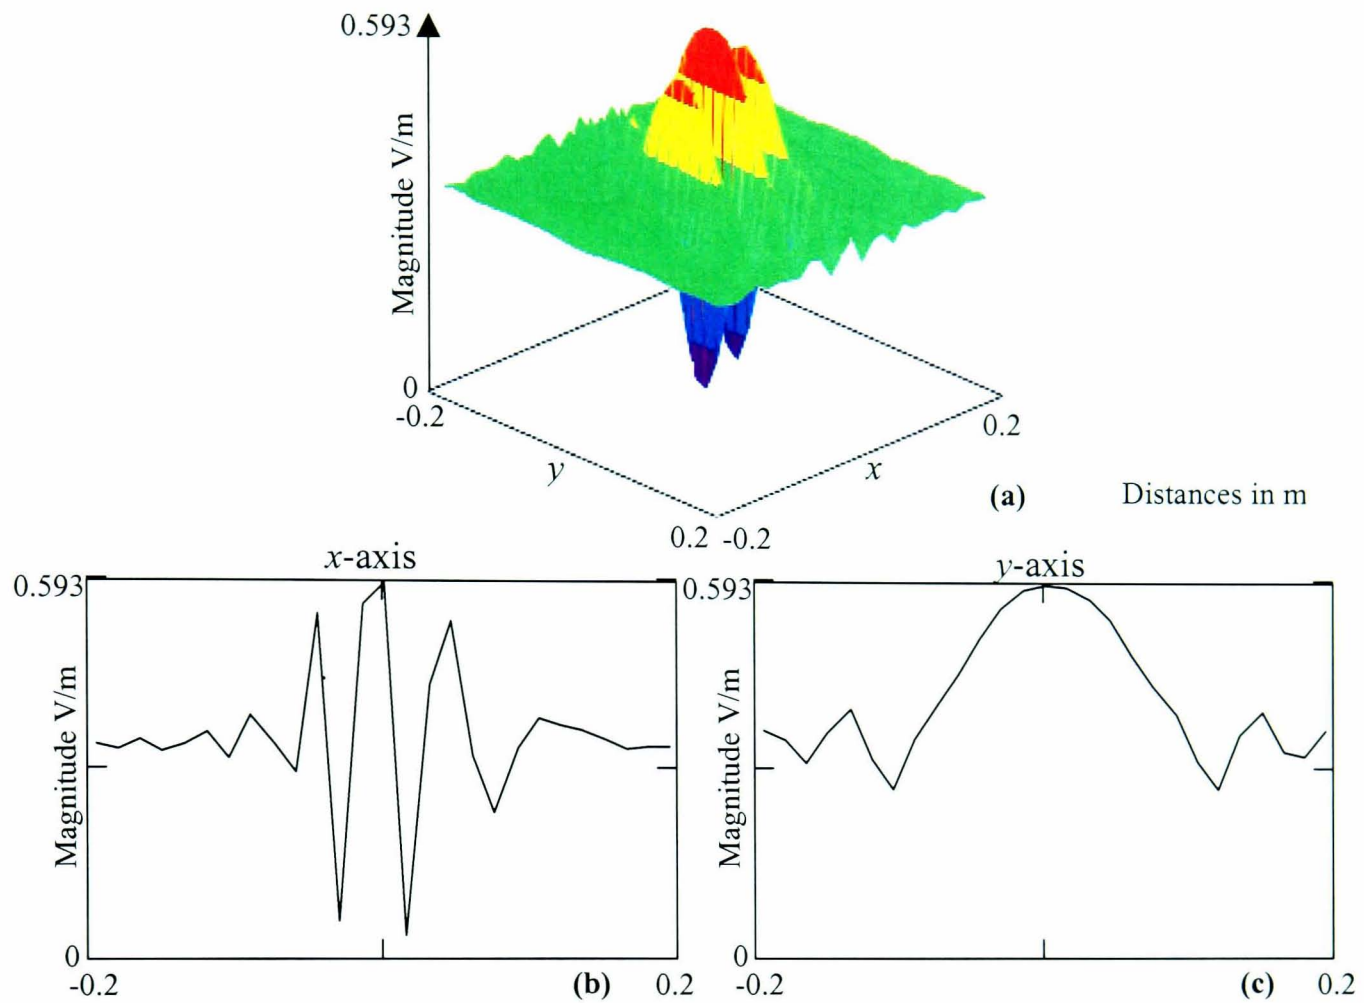 0.593
Magnitude V/m
0
-0.2
0.2
y
x
0.2 -0.2
(a)
Distances in m
x-axis
0.593
Magnitude V/m
0
-0.2
(b)
0.2
y-axis
0.593
Magnitude V/m
0
-0.2
(c)
0.2